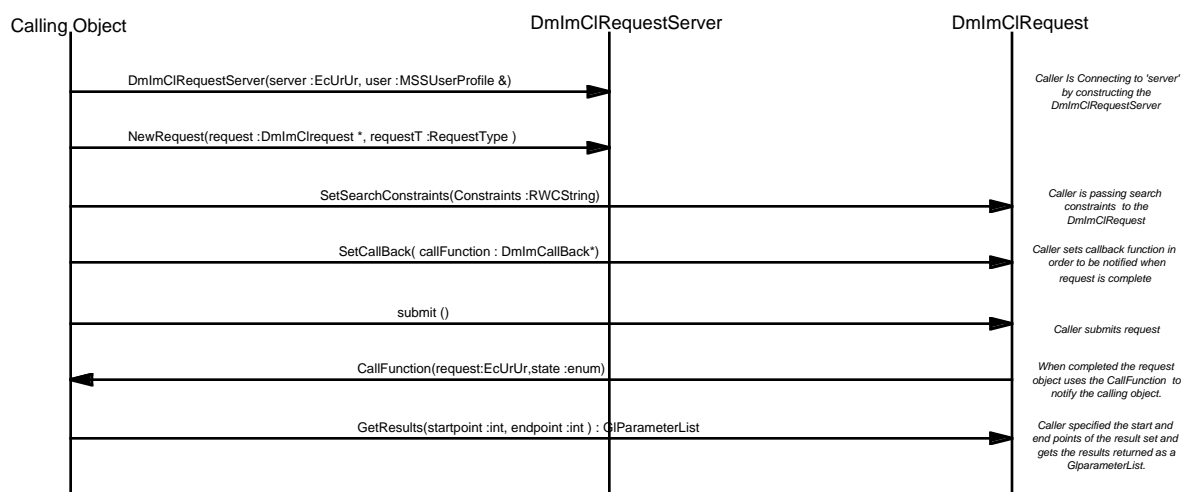 Calling Object
DmImClRequestServer
DmImClRequest
DmImClRequestServer(server :EcUrUr, user :MSSUserProfile &)
Caller Is Connecting to 'server'
by constructing the
DmImClRequestServer
NewRequest(request :DmImClrequest *, requestT :RequestType )
SetSearchConstraints(Constraints :RWCString)
Caller is passing search
constraints to the
DmImClRequest
SetCallBack( callFunction : DmImCallBack*)
Caller sets callback function in
order to be notified when
request is complete
submit ()
Caller submits request
CallFunction(request:EcUrUr,state :enum)
When completed the request
object uses the CallFunction to
notify the calling object.
GetResults(startpoint :int, endpoint :int ) : GlParameterList
Caller specified the start and
end points of the result set and
gets the results returned as a
GlparameterList.